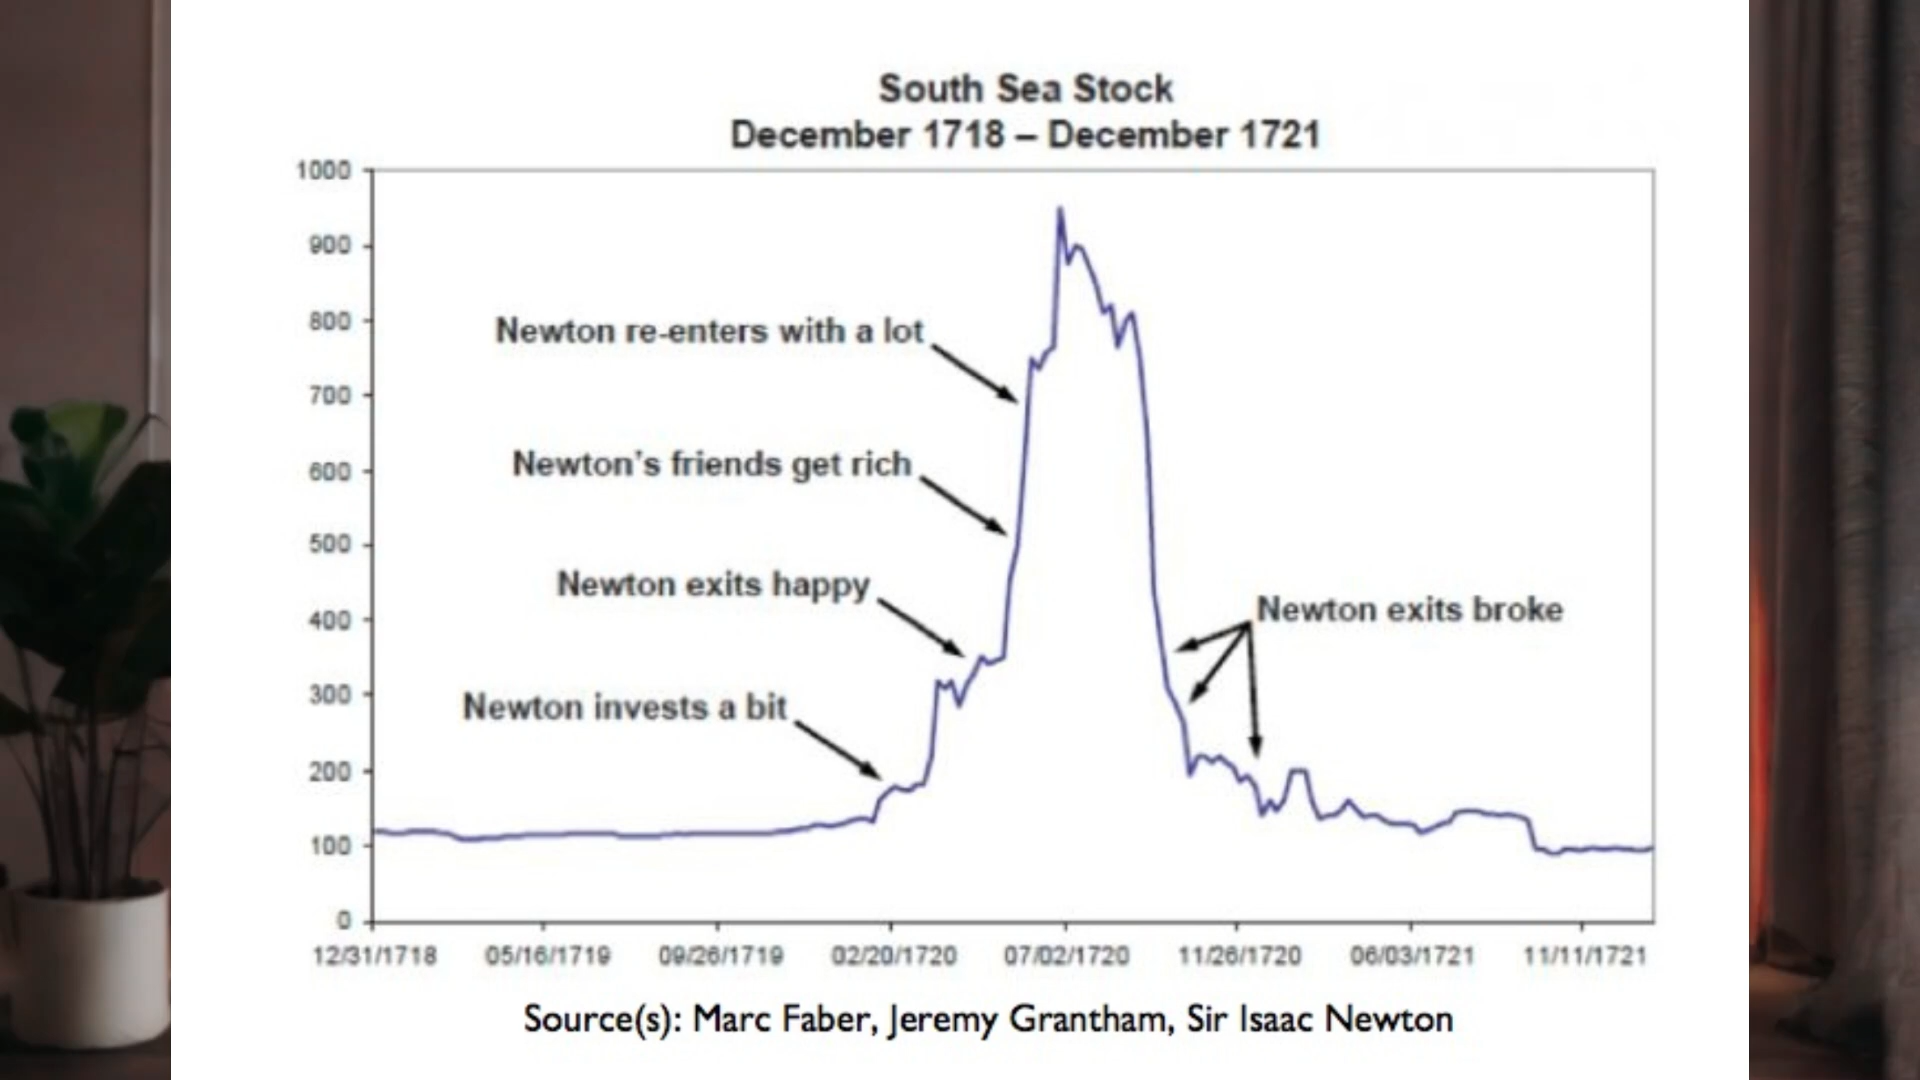 South Sea Stock
December 1718 – December 1721
1000
900
800
700
600
500
400
300
200
100
0
Newton re-enters with a lot
Newton's friends get rich
Newton exits happy
Newton exits broke
Newton invests a bit
12/31/1718 05/16/1719 09/26/1719 02/20/1720 07/02/1720 11/26/1720 06/03/1721 11/11/1721
Source(s): Marc Faber, Jeremy Grantham, Sir Isaac Newton